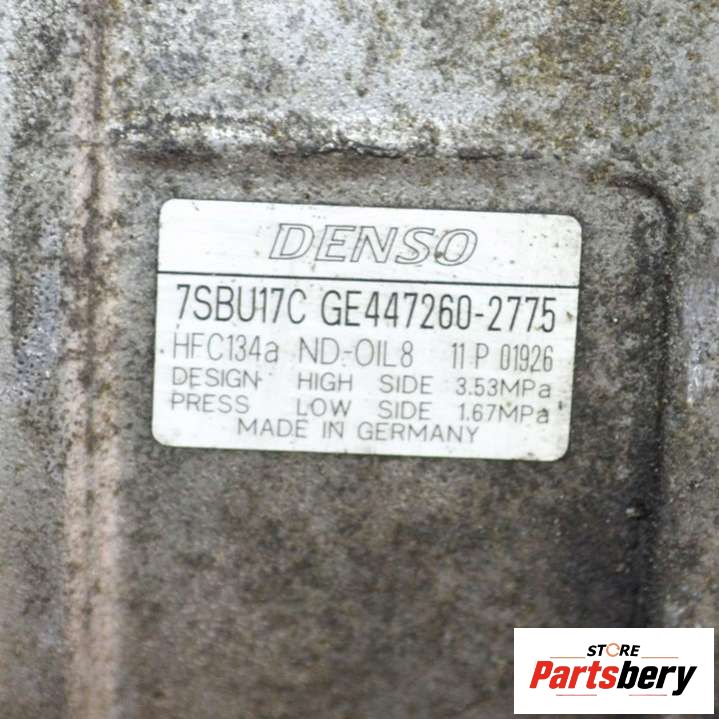 DENSO
7SBU17C GE447260-2775
HFC134a ND-OIL8 11 P 01926
DESIGN HIGH SIDE 3.53MPa
PRESS LOW SIDE 1.67MPa
MADE IN GERMANY
STORE
Partsbery